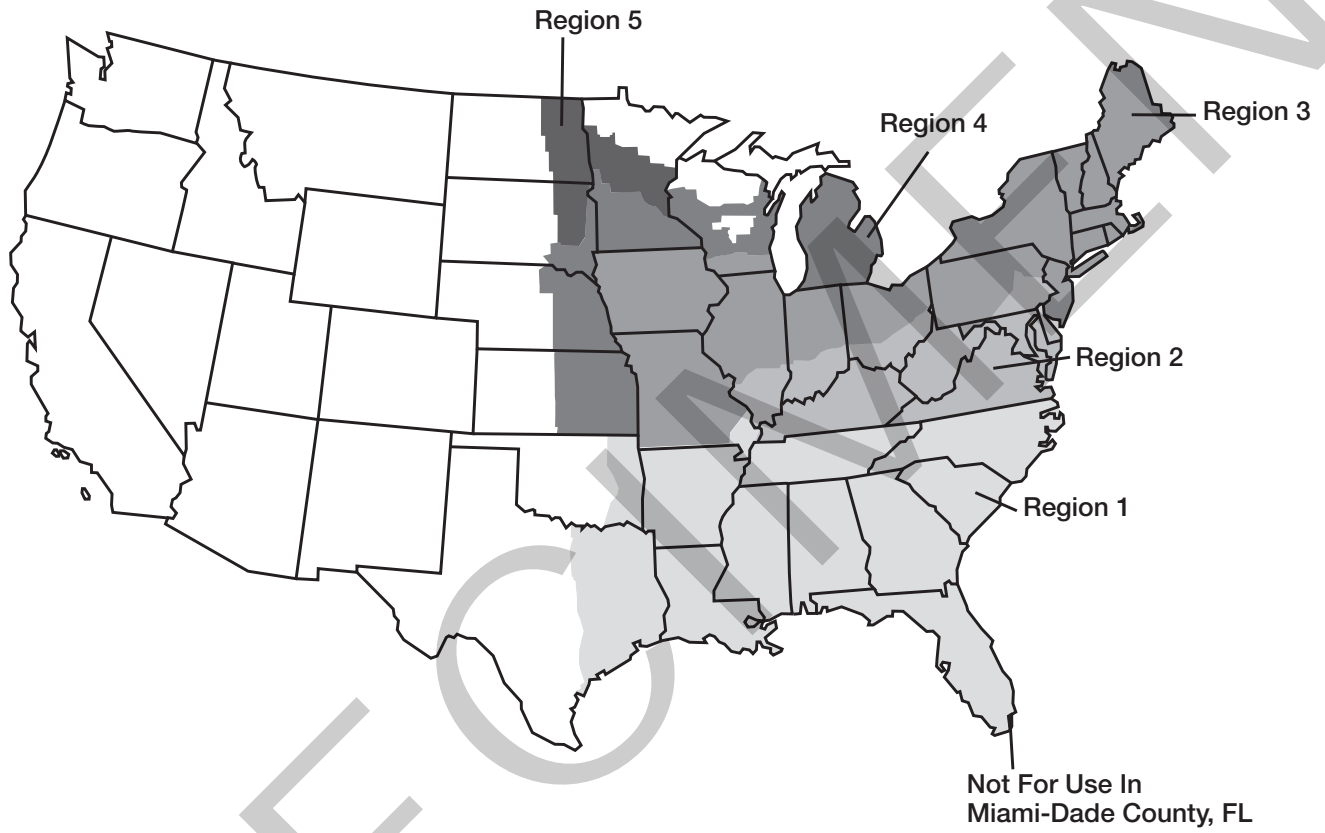 Region 5
Region 4
Region 3
Region 2
Region 1
Not For Use In
Miami-Dade County, FL